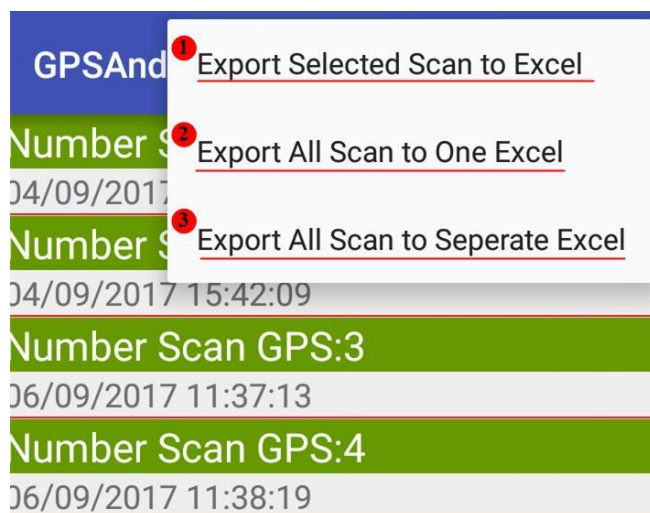 GPSAnd
1 Export Selected Scan to Excel
2 Export All Scan to One Excel
3 Export All Scan to Seperate Excel
Number S
04/09/2017
Number S
04/09/2017 15:42:09
Number Scan GPS:3
06/09/2017 11:37:13
Number Scan GPS:4
06/09/2017 11:38:19